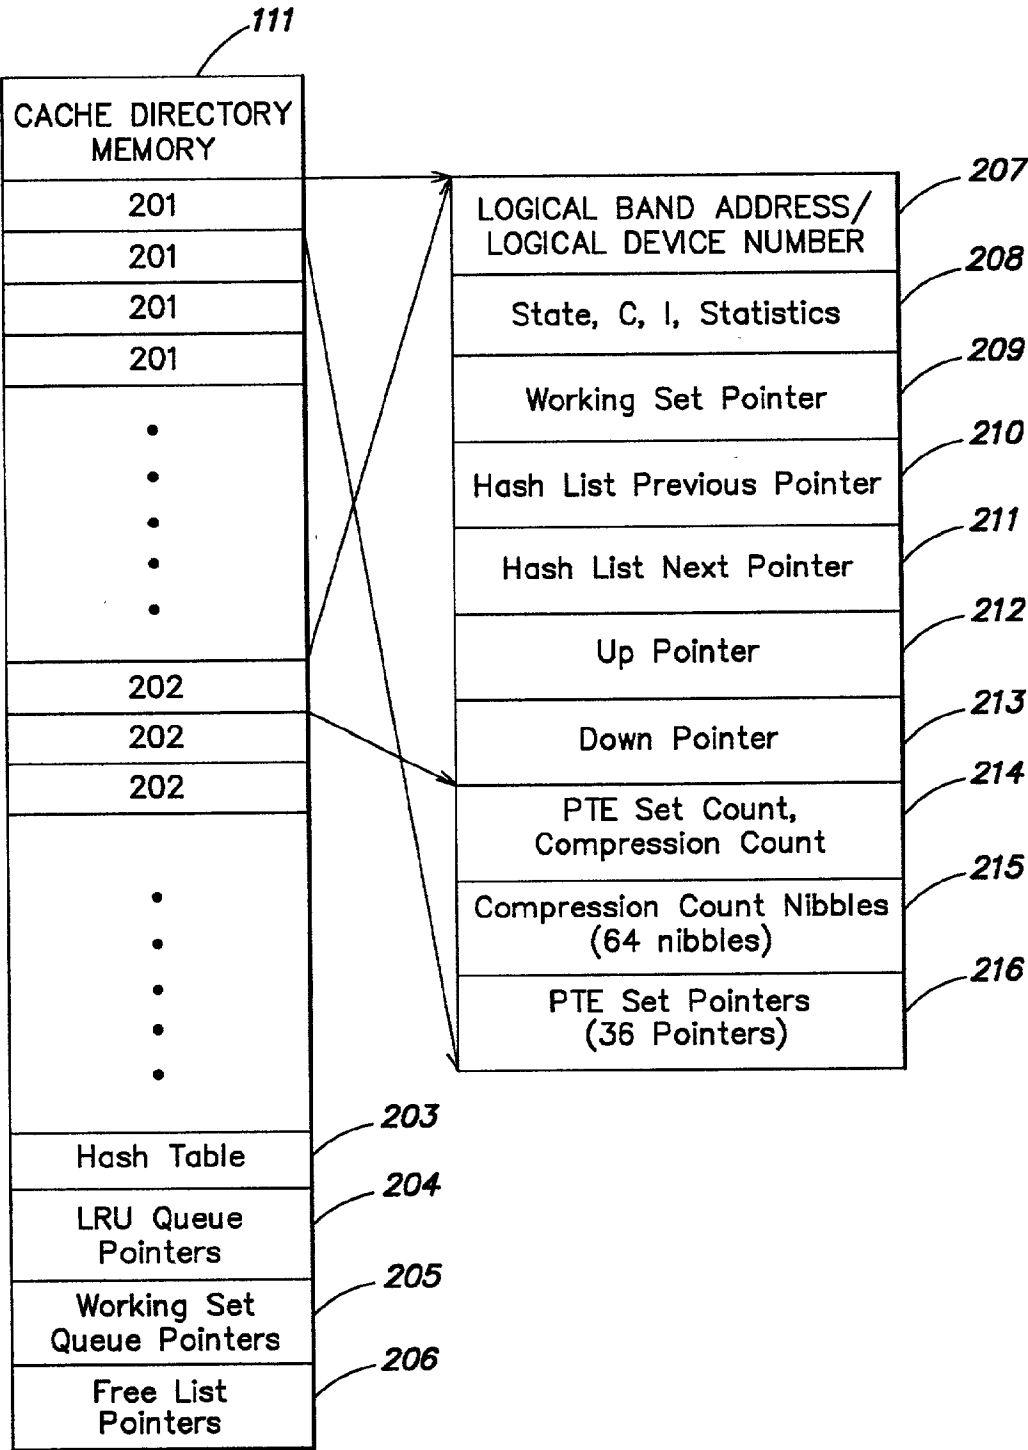 111
CACHE DIRECTORY
MEMORY
201
201
201
201
202
202
202
Hash Table
203
LRU Queue
Pointers
204
Working Set
Queue Pointers
205
Free List
Pointers
206
LOGICAL BAND ADDRESS/
LOGICAL DEVICE NUMBER
207
State, C, I, Statistics
208
Working Set Pointer
209
Hash List Previous Pointer
210
Hash List Next Pointer
211
Up Pointer
212
Down Pointer
213
PTE Set Count,
Compression Count
214
Compression Count Nibbles
(64 nibbles)
215
PTE Set Pointers
(36 Pointers)
216